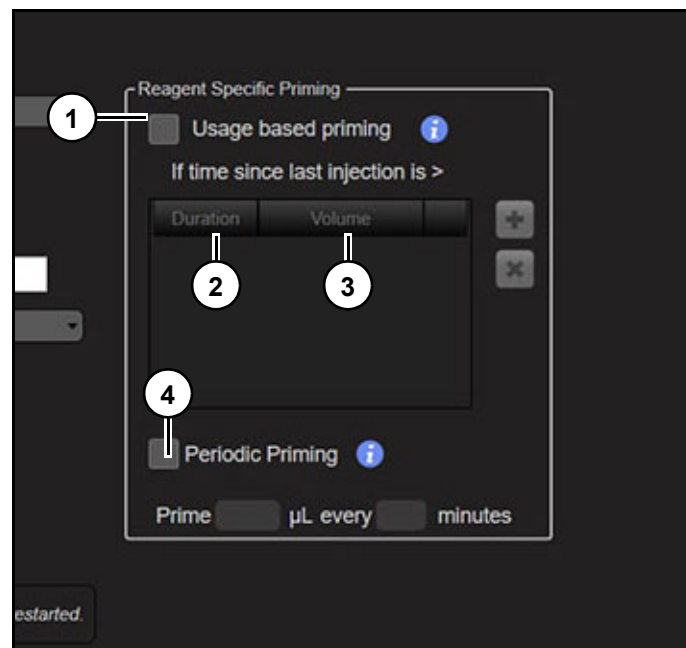 Reagent Specific Priming
1
Usage based priming i
If time since last injection is >
Duration Volume
2 3
4
Periodic Priming i
Prime µL every minutes
estarted.